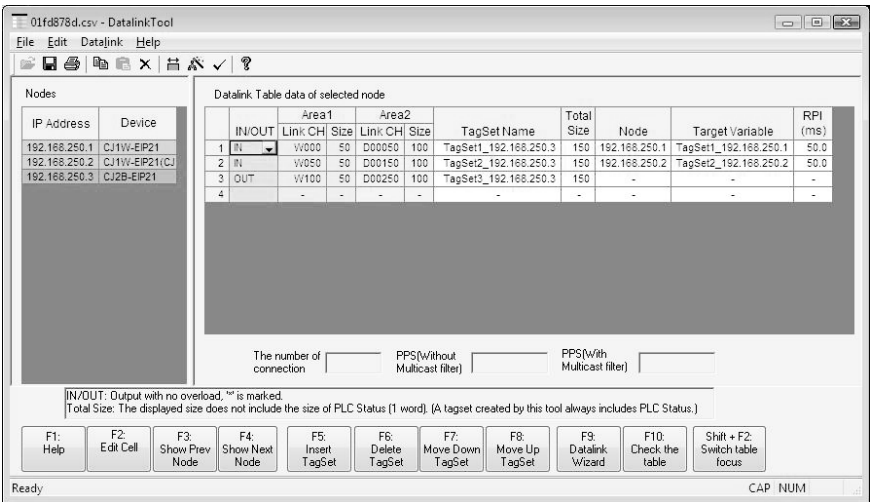 01fd878d.csv - DatalinkTool
File Edit Datalink Help
Nodes
IP Address Device
192.168.250.1 CJ1W-EIP21
192.168.250.2 CJ1W-EIP21(CJ
192.168.250.3 CJ2B-EIP21
Datalink Table data of selected node
Area1 Area2 Total RPI
IN/OUT Link CH Size Link CH Size TagSet Name Size Node Target Variable (ms)
1 IN W000 50 D00050 100 TagSet1_192.168.250.3 150 192.168.250.1 TagSet1_192.168.250.1 50.0
2 IN W050 50 D00150 100 TagSet2_192.168.250.3 150 192.168.250.2 TagSet2_192.168.250.2 50.0
3 OUT W100 50 D00250 100 TagSet3_192.168.250.3 150 - - -
4 - - - - - - - - -
The number of connection
PPS(Without Multicast filter)
PPS(With Multicast filter)
IN/OUT: Output with no overload, '*' is marked.
Total Size: The displayed size does not include the size of PLC Status (1 word). (A tagset created by this tool always includes PLC Status.)
F1: Help
F2: Edit Cell
F3: Show Prev Node
F4: Show Next Node
F5: Insert TagSet
F6: Delete TagSet
F7: Move Down TagSet
F8: Move Up TagSet
F9: Datalink Wizard
F10: Check the table
Shift + F2: Switch table focus
Ready CAP NUM